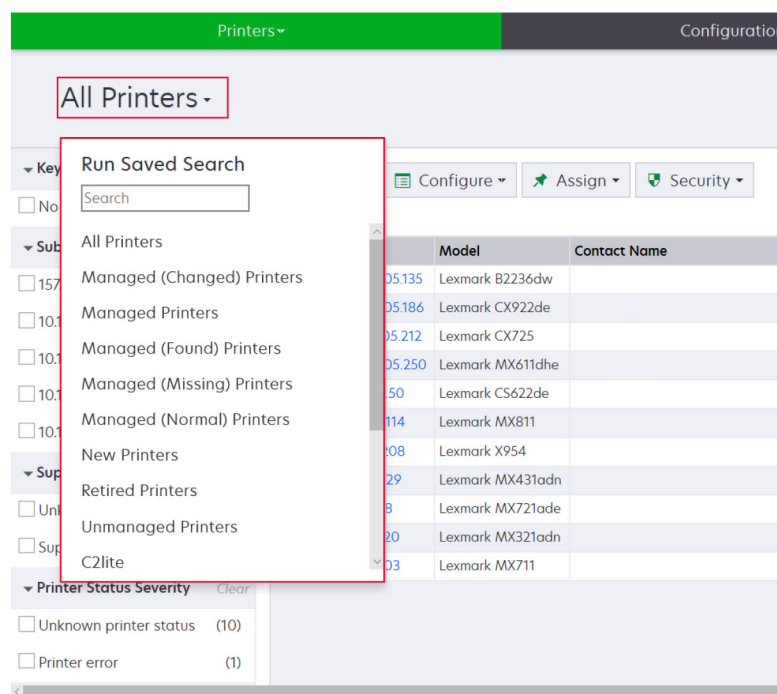 Printers
Configuratio
All Printers
Run Saved Search
Search
All Printers
Managed (Changed) Printers
Managed Printers
Managed (Found) Printers
Managed (Missing) Printers
Managed (Normal) Printers
New Printers
Retired Printers
Unmanaged Printers
C2lite
Key
No
Sub
157
10.1
10.1
10.1
10.1
Sup
Unk
Sup
Printer Status Severity Clear
Unknown printer status (10)
Printer error (1)
Configure Assign Security
Model Contact Name
05.135 Lexmark B2236dw
05.186 Lexmark CX922de
05.212 Lexmark CX725
05.250 Lexmark MX611dhe
.50 Lexmark CS622de
114 Lexmark MX811
208 Lexmark X954
29 Lexmark MX431adn
8 Lexmark MX721ade
20 Lexmark MX321adn
03 Lexmark MX711